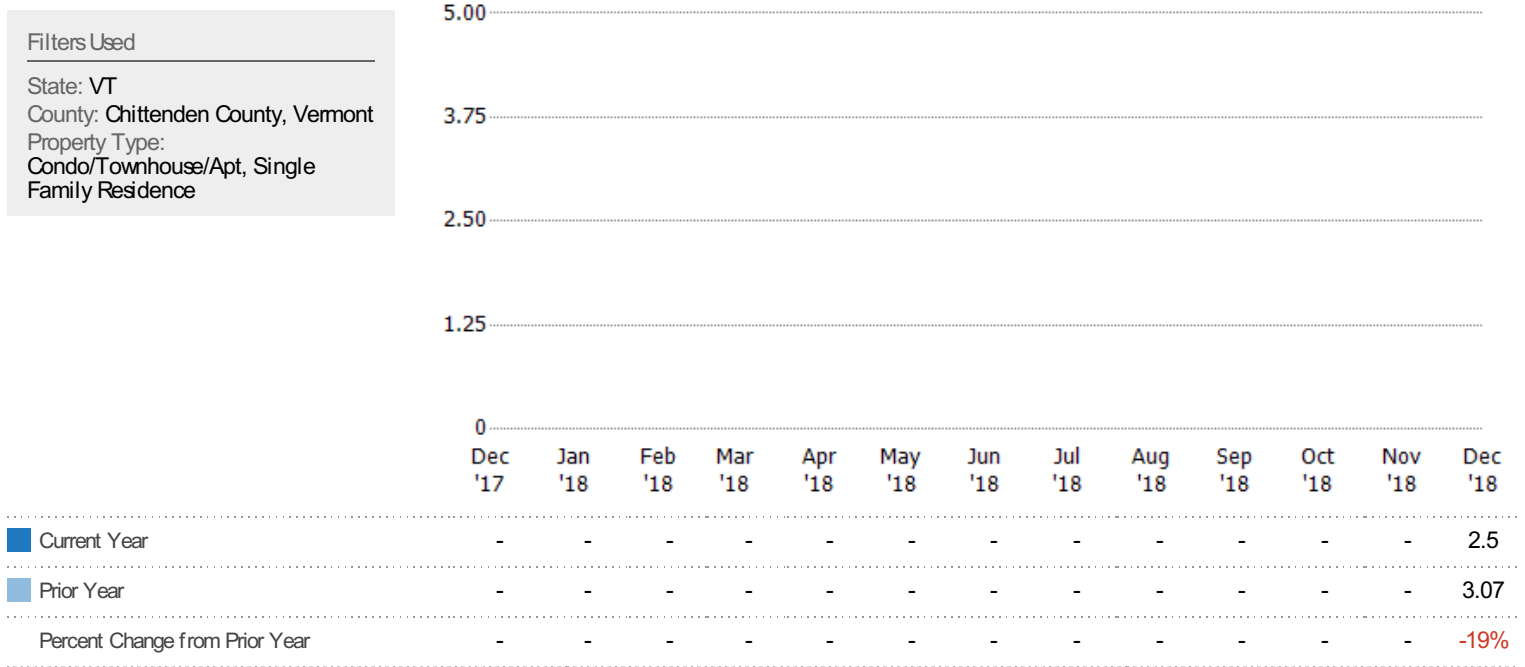 Filters Used
State: VT
County: Chittenden County, Vermont
Property Type:
Condo/Townhouse/Apt, Single
Family Residence
5.00
3.75
2.50
1.25
0
Dec Jan Feb Mar Apr May Jun Jul Aug Sep Oct Nov Dec
'17 '18 '18 '18 '18 '18 '18 '18 '18 '18 '18 '18 '18
Current Year - - - - - - - - - - - - 2.5
Prior Year - - - - - - - - - - - - 3.07
Percent Change from Prior Year - - - - - - - - - - - - -19%